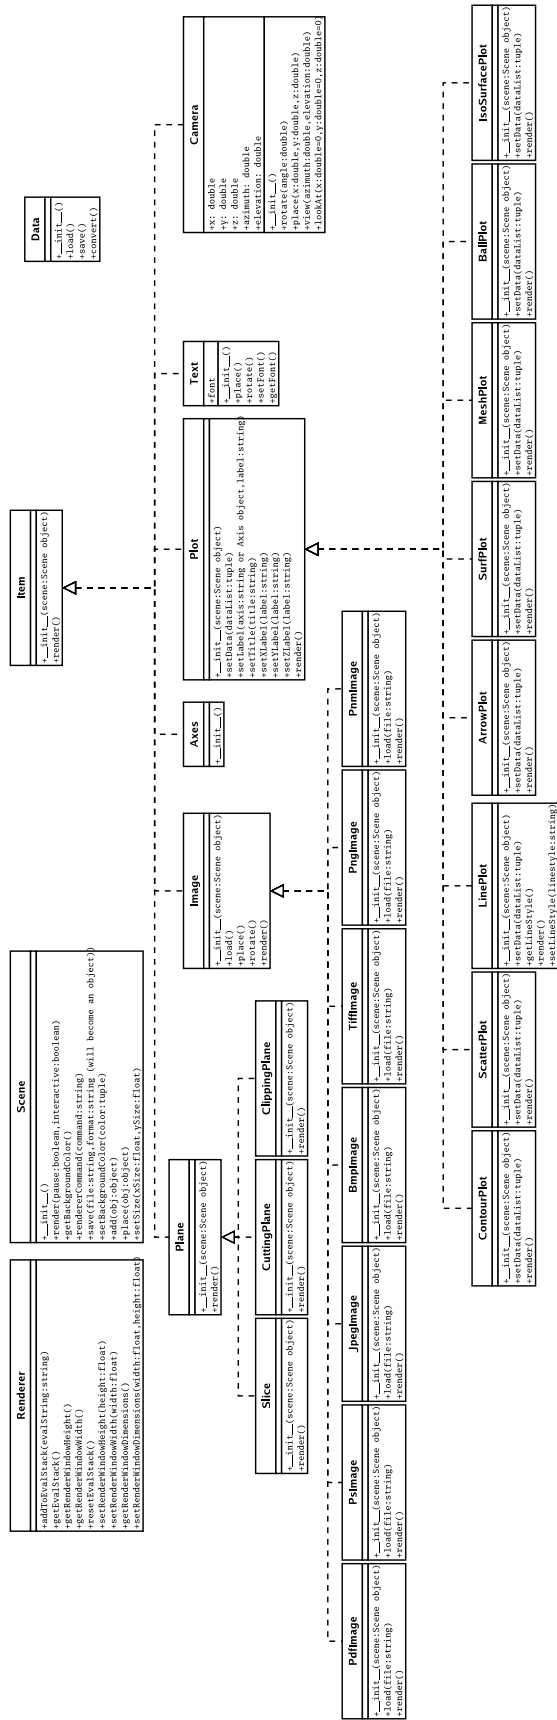 Renderer
+addToEvalStack(evalString:string)
+getEvalStack()
+getRenderWindowHeight()
+getRenderWindowWidth()
+resetEvalStack()
+setRenderWindowHeight(height:float)
+setRenderWindowWidth(width:float)
+getRenderWindowDimensions()
+setRenderWindowDimensions(width:float,height:float)
Scene
+__init__()
+render(pause:boolean,interactive:boolean)
+getBackgroundColor()
+rendererCommand(command:string)
+save(file:string,format:string (will become an object))
+setBackgroundColor(color:tuple)
+add(obj:object)
+place(obj:object)
+setSize(xSize:float,ySize:float)
Item
+__init__(scene:Scene object)
+render()
Data
+__init__()
+load()
+save()
+convert()
Plane
+__init__(scene:Scene object)
+render()
Image
+__init__(scene:Scene object)
+load()
+place()
+rotate()
+render()
Axes
+__init__()
Plot
+__init__(scene:Scene object)
+setData(dataList:tuple)
+setLabel(axis:string or Axis object,label:string)
+setTitle(title:string)
+setXLabel(label:string)
+setYLabel(label:string)
+setZLabel(label:string)
+render()
Text
+font
+__init__()
+place()
+rotate()
+setFont()
+getFont()
Camera
+x: double
+y: double
+z: double
+azimuth: double
+elevation: double
+__init__()
+rotate(angle:double)
+place(x:double,y:double,z:double)
+view(azimuth:double,elevation:double)
+lookAt(x:double=0,y:double=0,z:double=0)
Slice
+__init__(scene:Scene object)
+render()
CuttingPlane
+__init__(scene:Scene object)
+render()
ClippingPlane
+__init__(scene:Scene object)
+render()
PdfImage
+__init__(scene:Scene object)
+load(file:string)
+render()
PsImage
+__init__(scene:Scene object)
+load(file:string)
+render()
JpegImage
+__init__(scene:Scene object)
+load(file:string)
+render()
BmpImage
+__init__(scene:Scene object)
+load(file:string)
+render()
TiffImage
+__init__(scene:Scene object)
+load(file:string)
+render()
PngImage
+__init__(scene:Scene object)
+load(file:string)
+render()
PnmImage
+__init__(scene:Scene object)
+load(file:string)
+render()
ContourPlot
+__init__(scene:Scene object)
+setData(dataList:tuple)
+render()
ScatterPlot
+__init__(scene:Scene object)
+setData(dataList:tuple)
+render()
LinePlot
+__init__(scene:Scene object)
+setData(dataList:tuple)
+getLineStyle()
+render()
+setLineStyle(linestyle:string)
ArrowPlot
+__init__(scene:Scene object)
+setData(dataList:tuple)
+render()
SurfPlot
+__init__(scene:Scene object)
+setData(dataList:tuple)
+render()
MeshPlot
+__init__(scene:Scene object)
+setData(dataList:tuple)
+render()
BallPlot
+__init__(scene:Scene object)
+setData(dataList:tuple)
+render()
IsoSurfacePlot
+__init__(scene:Scene object)
+setData(dataList:tuple)
+render()